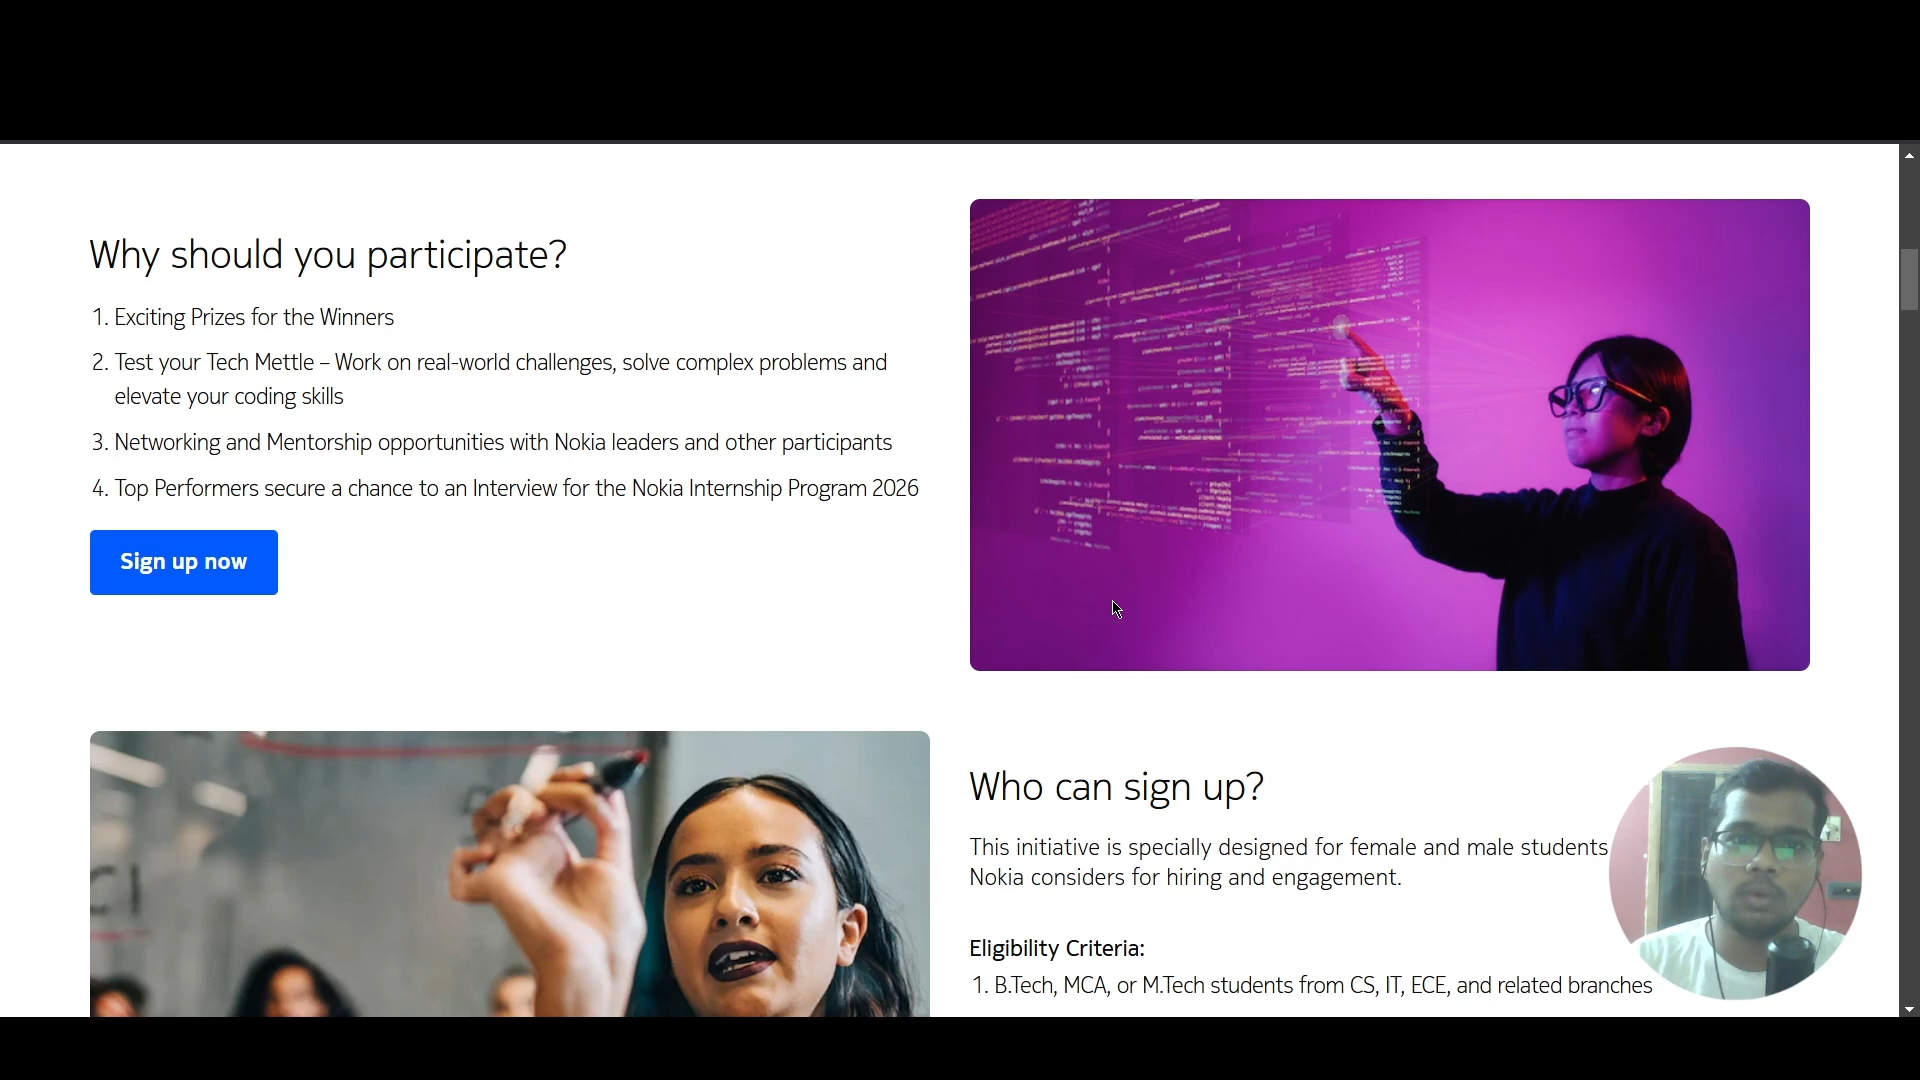 Why should you participate?
1. Exciting Prizes for the Winners
2. Test your Tech Mettle – Work on real-world challenges, solve complex problems and
elevate your coding skills
3. Networking and Mentorship opportunities with Nokia leaders and other participants
4. Top Performers secure a chance to an Interview for the Nokia Internship Program 2026
Sign up now
Who can sign up?
This initiative is specially designed for female and male students
Nokia considers for hiring and engagement.
Eligibility Criteria:
1. B.Tech, MCA, or M.Tech students from CS, IT, ECE, and related branches